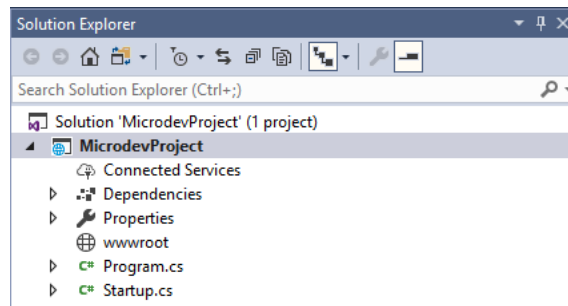 Solution Explorer
Search Solution Explorer (Ctrl+;)
Solution 'MicrodevProject' (1 project)
MicrodevProject
Connected Services
Dependencies
Properties
wwwroot
C# Program.cs
C# Startup.cs